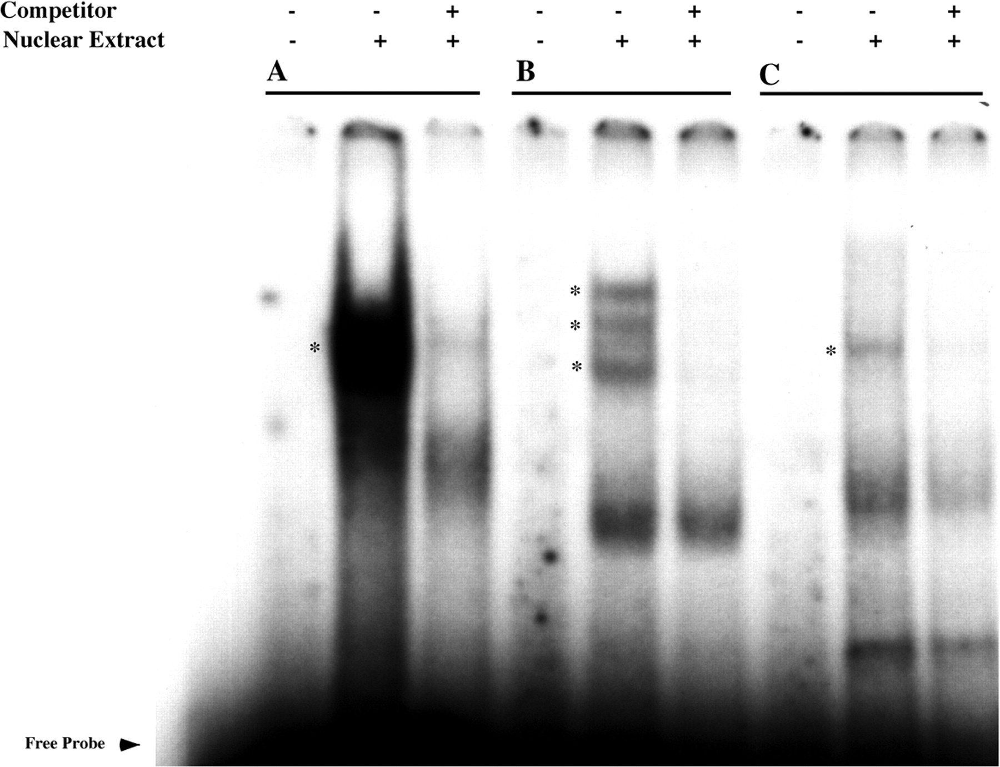 Competitor - - + - - + - - +
Nuclear Extract - + + - + + - + +
A B C
*
*
*
*
*
Free Probe